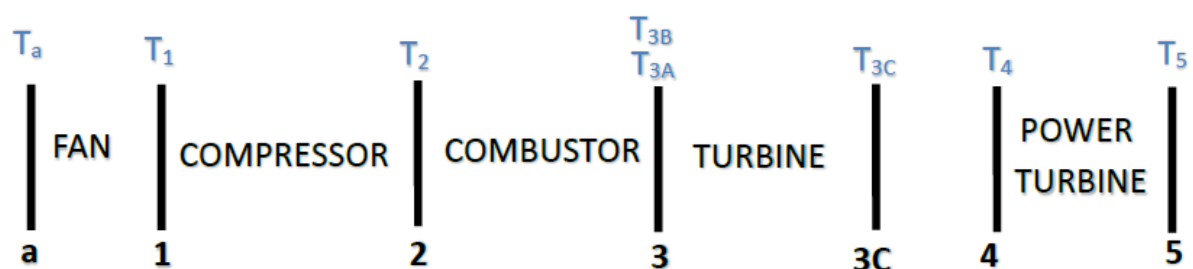 Ta T1 T2 T3B T3A T3C T4 T5
FAN COMPRESSOR COMBUSTOR TURBINE POWER TURBINE
a 1 2 3 3C 4 5